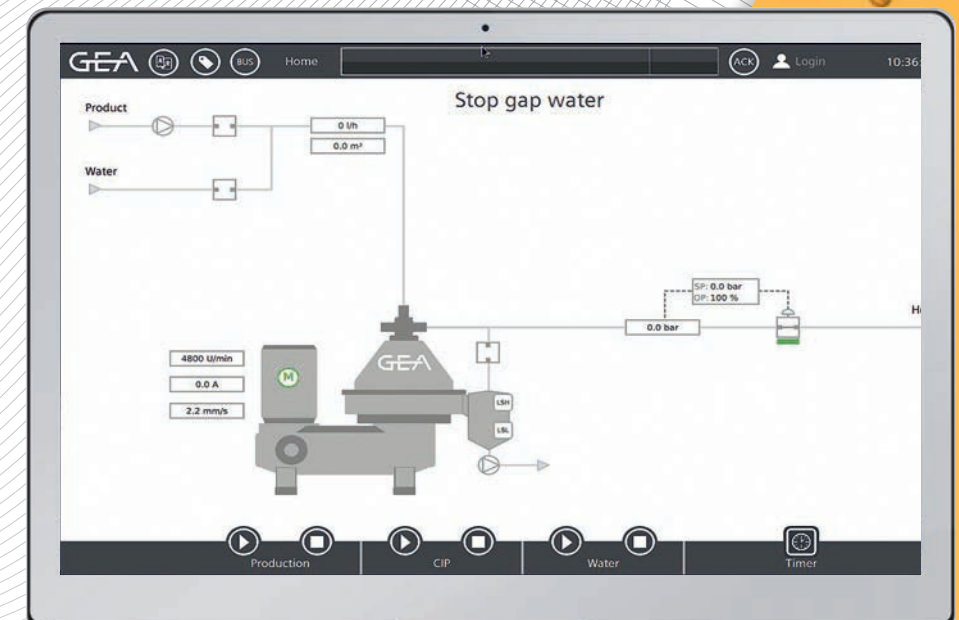 GEA
BUS
Home
ACK
Login
10:36
Stop gap water
Product
0 l/h
0.0 m³
Water
SP: 0.0 bar
OP: 100 %
0.0 bar
4800 U/min
0.0 A
2.2 mm/s
M
GEA
LSH
LSL
Production
CIP
Water
Timer